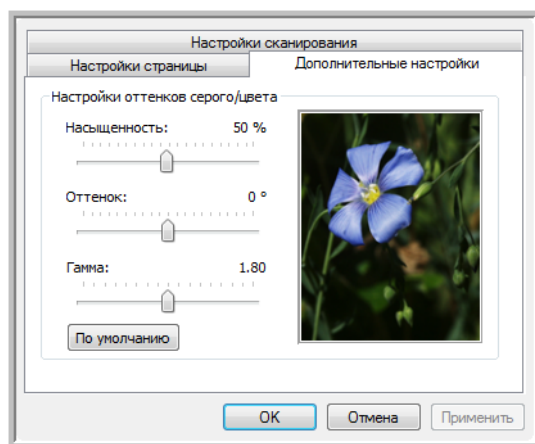 Настройки сканирования
Настройки страницы Дополнительные настройки
Настройки оттенков серого/цвета
Насыщенность: 50 %
Оттенок: 0 °
Гамма: 1.80
По умолчанию
OK Отмена Применить